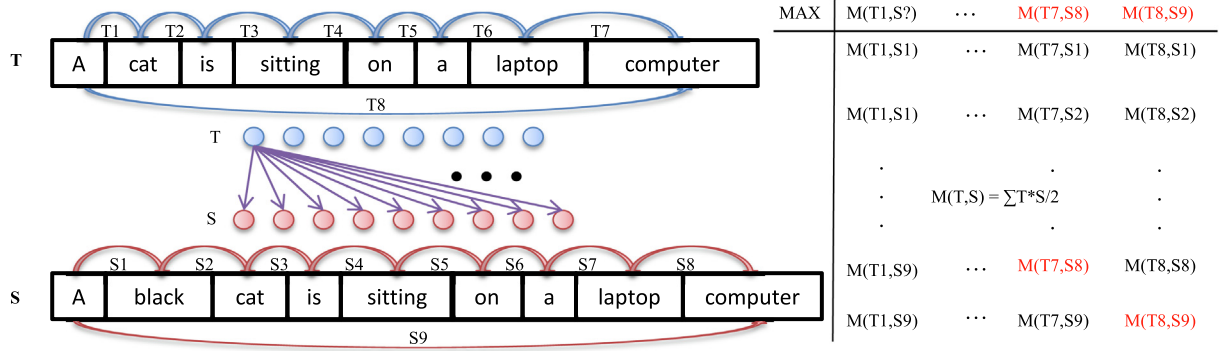 T1 T2 T3 T4 T5 T6 T7
T A cat is sitting on a laptop computer
T8
T
• • •
S
S1 S2 S3 S4 S5 S6 S7 S8
S A black cat is sitting on a laptop computer
S9
MAX M(T1,S?) ··· M(T7,S8) M(T8,S9)
M(T1,S1) ··· M(T7,S1) M(T8,S1)
M(T1,S1) ··· M(T7,S2) M(T8,S2)
. . .
. M(T,S) = ∑T*S/2 .
. . .
M(T1,S9) ··· M(T7,S8) M(T8,S8)
M(T1,S9) ··· M(T7,S9) M(T8,S9)